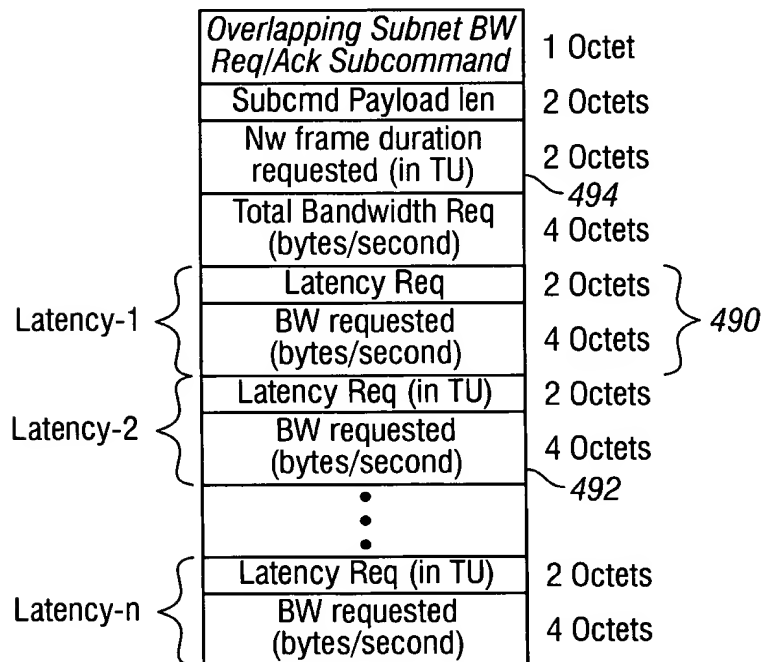 Overlapping Subnet BW
Req/Ack Subcommand
1 Octet
Subcmd Payload len
2 Octets
Nw frame duration
requested (in TU)
2 Octets
494
Total Bandwidth Req
(bytes/second)
4 Octets
Latency-1
Latency Req
2 Octets
BW requested
(bytes/second)
4 Octets
490
Latency-2
Latency Req (in TU)
2 Octets
BW requested
(bytes/second)
4 Octets
492
Latency-n
Latency Req (in TU)
2 Octets
BW requested
(bytes/second)
4 Octets